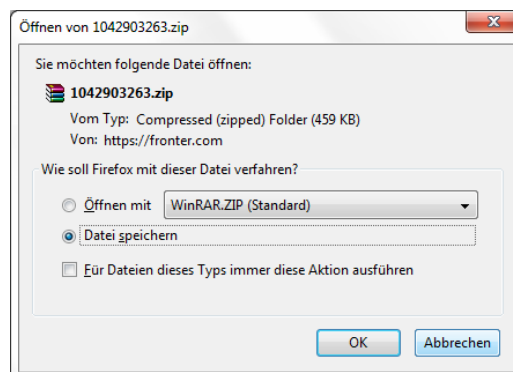 Öffnen von 1042903263.zip
Sie möchten folgende Datei öffnen:
1042903263.zip
Vom Typ: Compressed (zipped) Folder (459 KB)
Von: https://fronter.com
Wie soll Firefox mit dieser Datei verfahren?
Öffnen mit WinRAR.ZIP (Standard)
Datei speichern
Für Dateien dieses Typs immer diese Aktion ausführen
OK Abbrechen